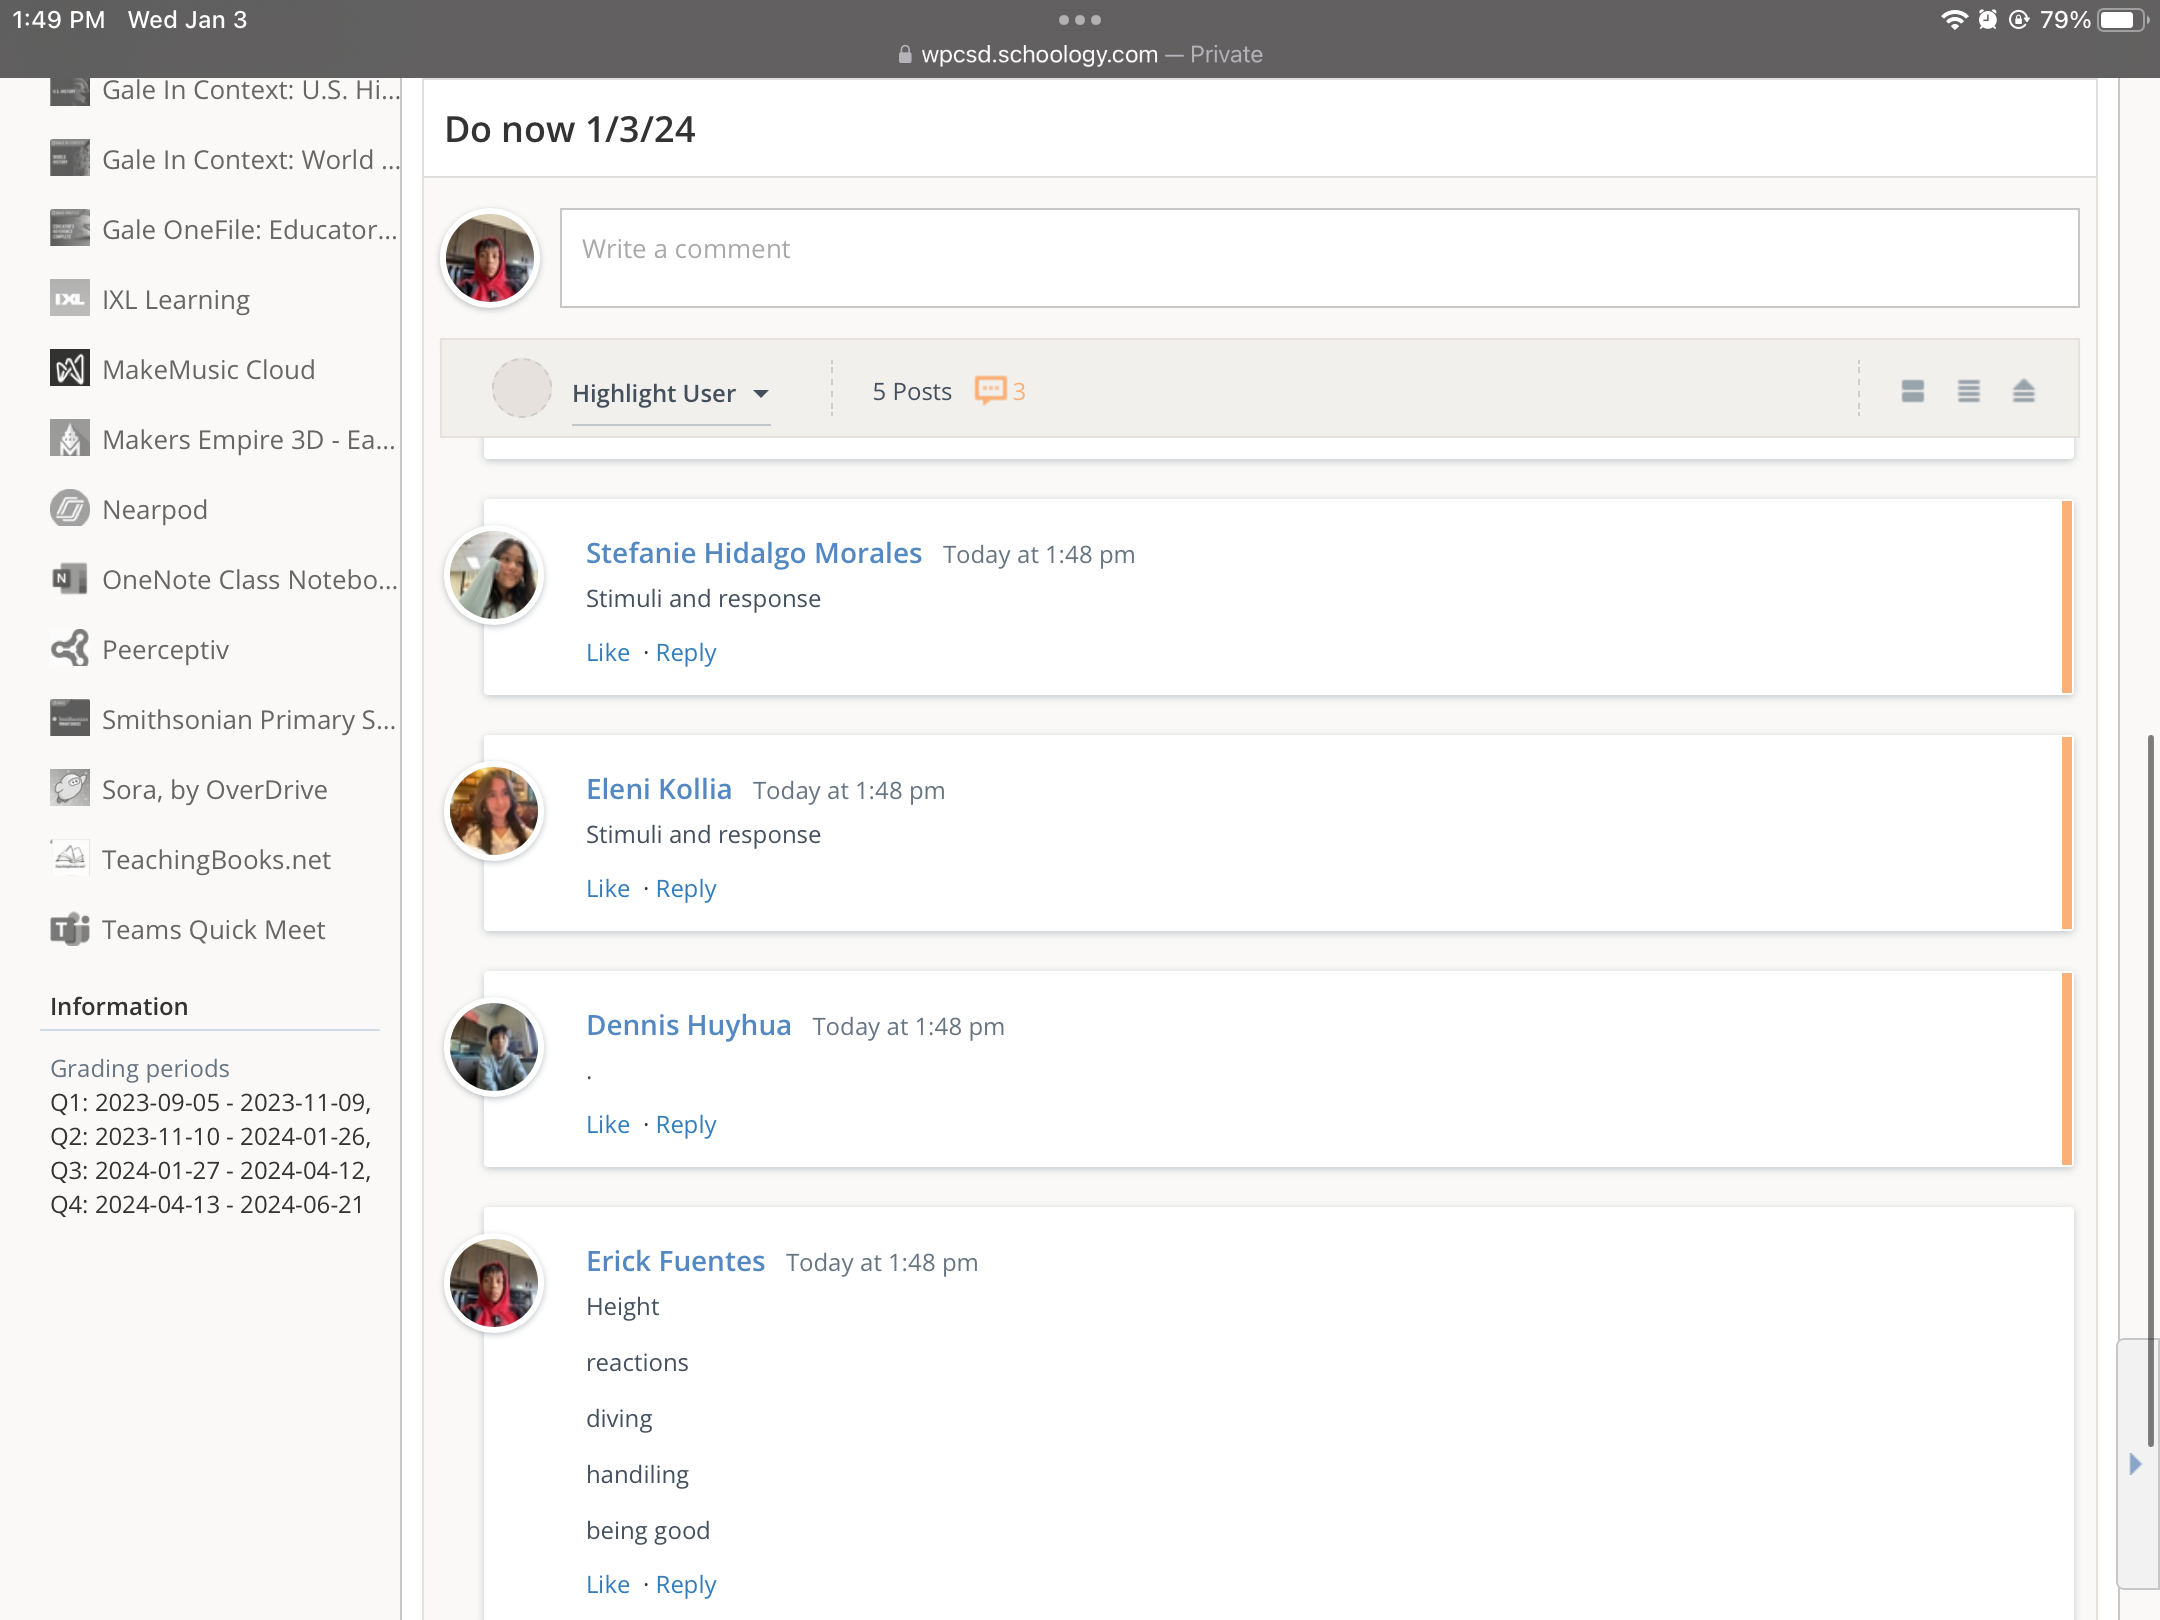 1:49 PM Wed Jan 3
79%
wpcsd.schoology.com — Private
Gale In Context: U.S. Hi...
Gale In Context: World ...
Gale OneFile: Educator...
IXL Learning
MakeMusic Cloud
Makers Empire 3D - Ea...
Nearpod
OneNote Class Notebo...
Peerceptiv
Smithsonian Primary S...
Sora, by OverDrive
TeachingBooks.net
Teams Quick Meet
Information
Grading periods
Q1: 2023-09-05 - 2023-11-09,
Q2: 2023-11-10 - 2024-01-26,
Q3: 2024-01-27 - 2024-04-12,
Q4: 2024-04-13 - 2024-06-21
Do now 1/3/24
Write a comment
Highlight User
5 Posts 3
Stefanie Hidalgo Morales Today at 1:48 pm
Stimuli and response
Like · Reply
Eleni Kollia Today at 1:48 pm
Stimuli and response
Like · Reply
Dennis Huyhua Today at 1:48 pm
.
Like · Reply
Erick Fuentes Today at 1:48 pm
Height
reactions
diving
handiling
being good
Like · Reply